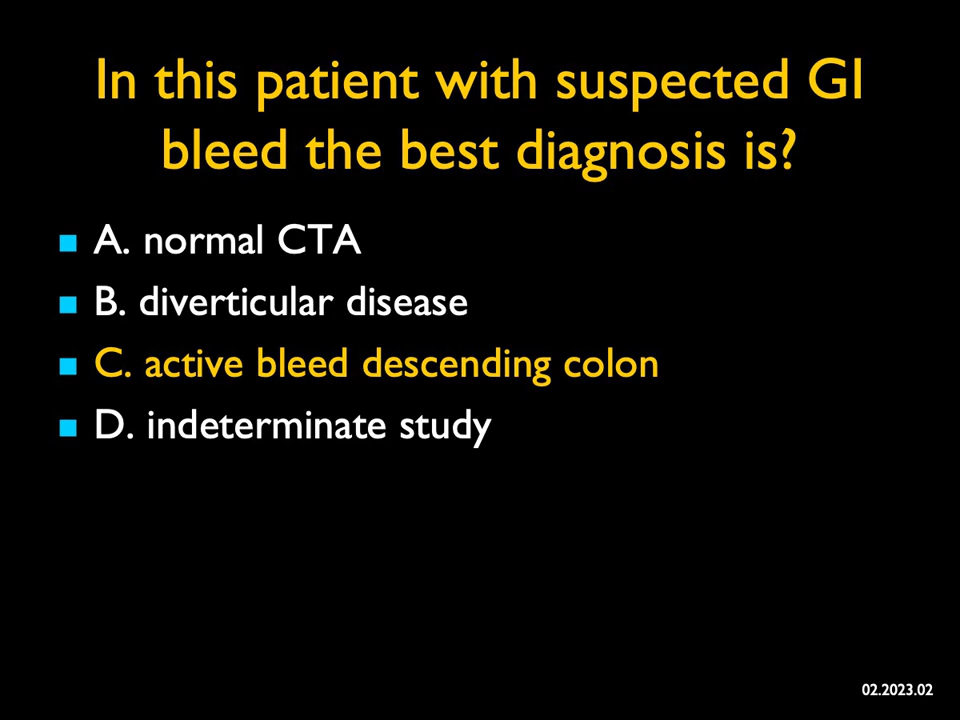 In this patient with suspected GI
bleed the best diagnosis is?
A. normal CTA
B. diverticular disease
C. active bleed descending colon
D. indeterminate study
02.2023.02